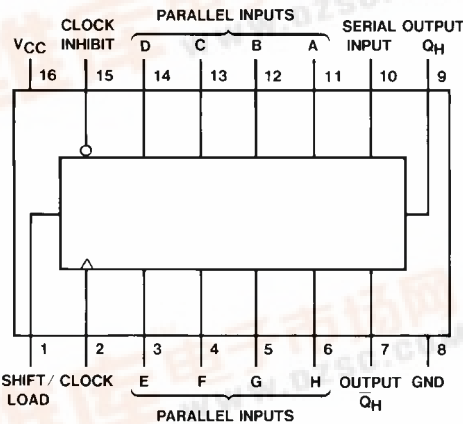 PARALLEL INPUTS
VCC CLOCK INHIBIT D C B A SERIAL INPUT OUTPUT QH
16 15 14 13 12 11 10 9
1 2 3 4 5 6 7 8
SHIFT/LOAD CLOCK E F G H OUTPUT Q̅H GND
PARALLEL INPUTS